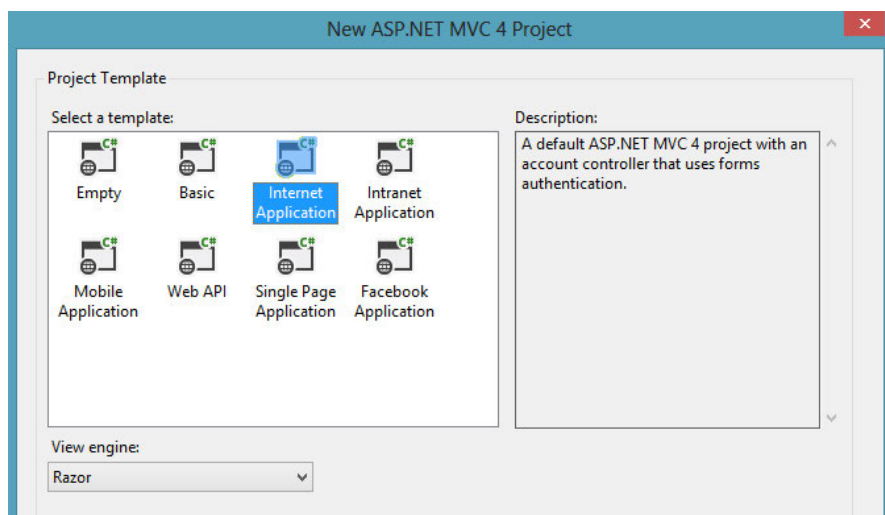 New ASP.NET MVC 4 Project
Project Template
Select a template:
C# C# C# C#
Empty Basic Internet Intranet
Application Application
C# C# C# C#
Mobile Web API Single Page Facebook
Application Application Application
Description:
A default ASP.NET MVC 4 project with an
account controller that uses forms
authentication.
View engine:
Razor